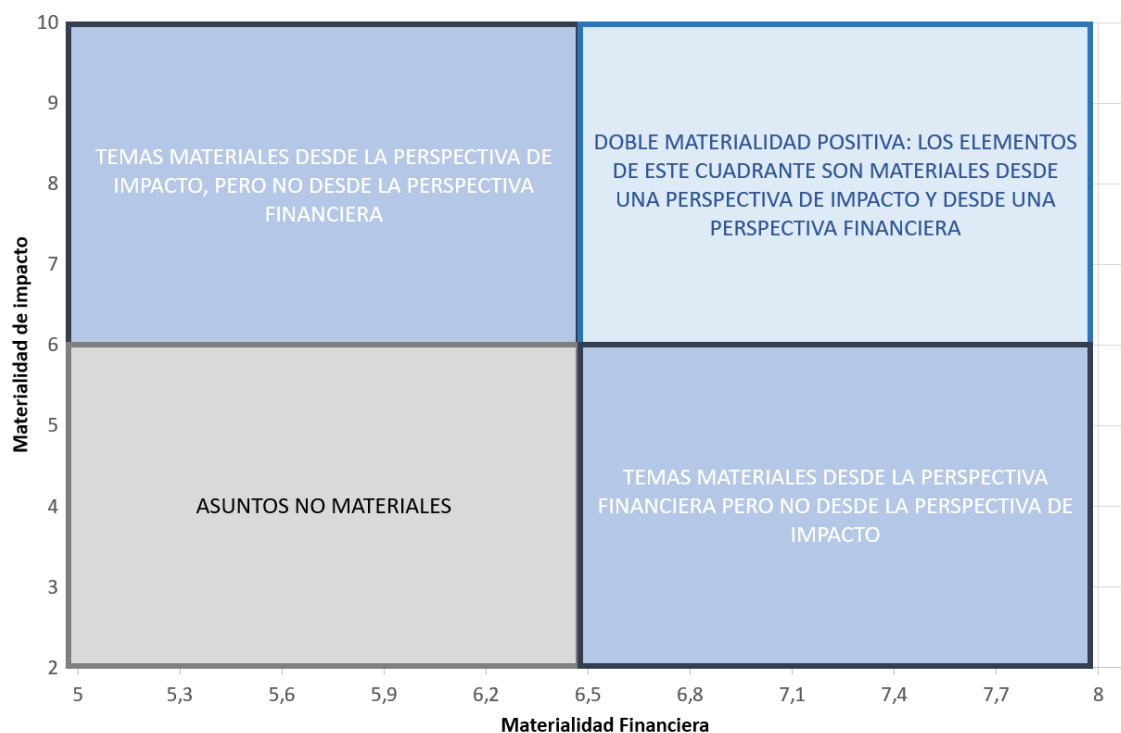 10
9
8
7
6
5
4
3
2
Materialidad de impacto
TEMAS MATERIALES DESDE LA PERSPECTIVA DE
IMPACTO, PERO NO DESDE LA PERSPECTIVA
FINANCIERA
DOBLE MATERIALIDAD POSITIVA: LOS ELEMENTOS
DE ESTE CUADRANTE SON MATERIALES DESDE
UNA PERSPECTIVA DE IMPACTO Y DESDE UNA
PERSPECTIVA FINANCIERA
ASUNTOS NO MATERIALES
TEMAS MATERIALES DESDE LA PERSPECTIVA
FINANCIERA PERO NO DESDE LA PERSPECTIVA DE
IMPACTO
5 5,3 5,6 5,9 6,2 6,5 6,8 7,1 7,4 7,7 8
Materialidad Financiera